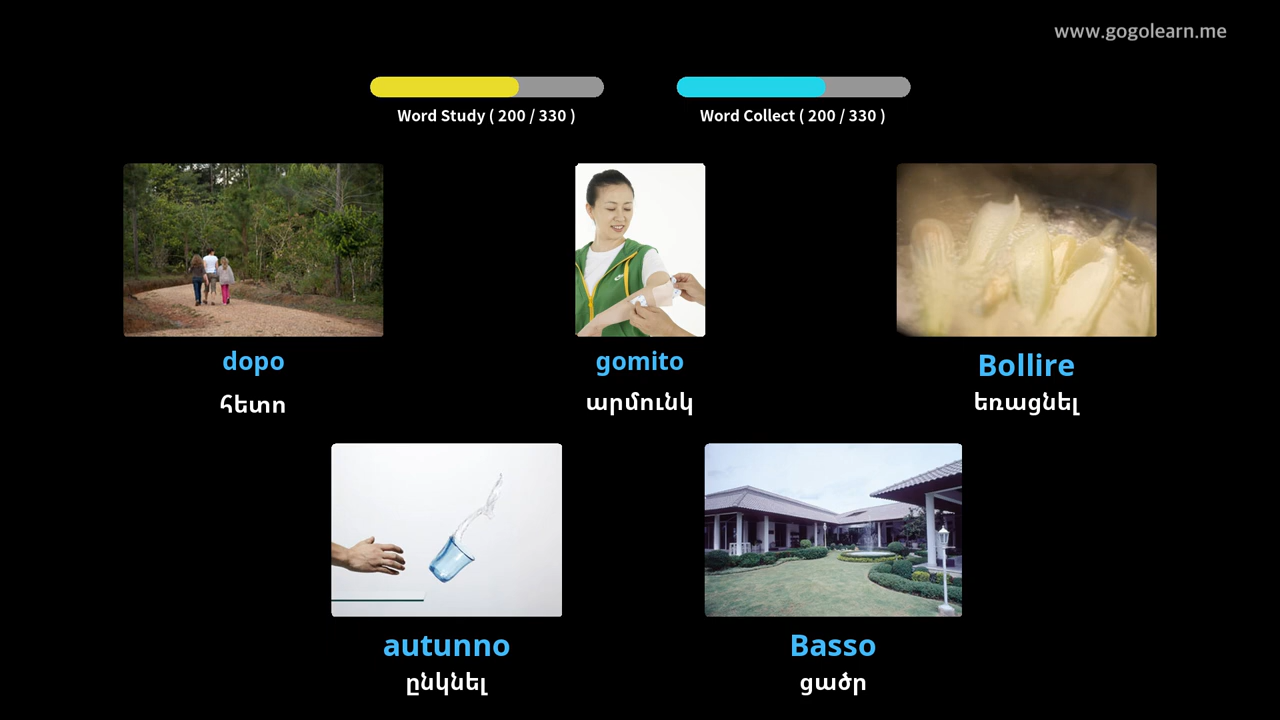 www.gogolearn.me
Word Study ( 200 / 330 )
Word Collect ( 200 / 330 )
dopo
հետո
gomito
արմունկ
Bollire
եռացնել
autunno
ընկնել
Basso
ցածր